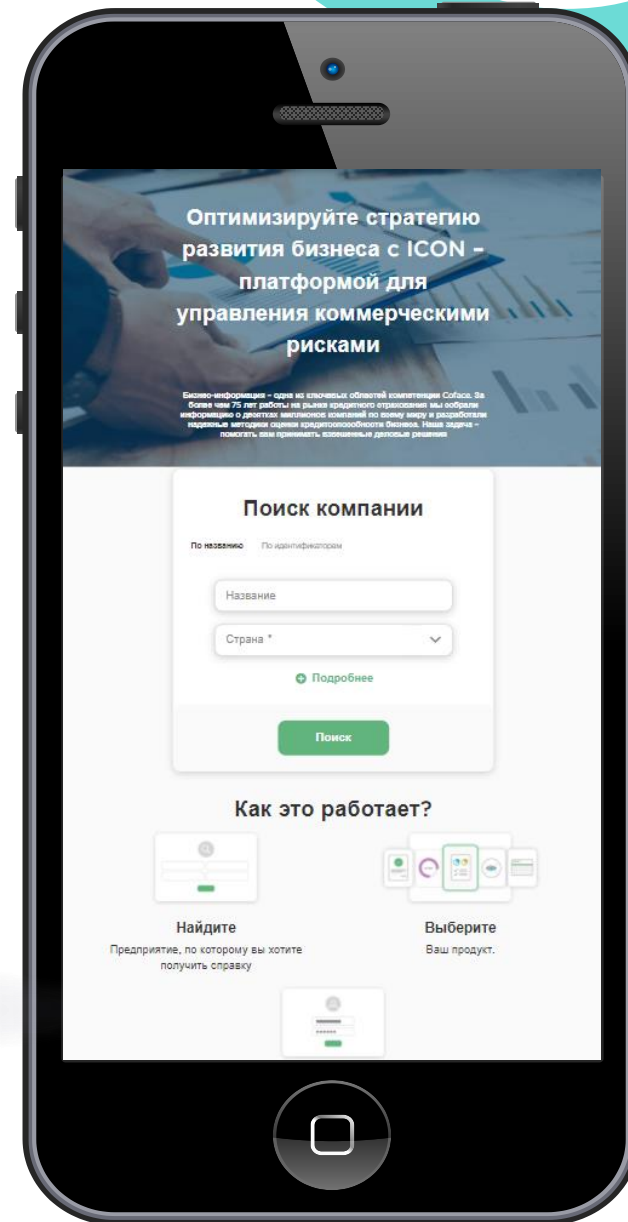 Оптимизируйте стратегию
развития бизнеса с ICON –
платформой для
управления коммерческими
рисками
Бизнес-информация – одна из ключевых областей компетенции Coface. За
более чем 75 лет работы на рынке кредитного страхования мы собрали
информацию о десятках миллионов компаний по всему миру и разработали
надежные методики оценки кредитоспособности бизнеса. Наша задача –
помогать вам принимать взвешенные деловые решения
Поиск компании
По названию По идентификаторам
Название
Страна *
Подробнее
Поиск
Как это работает?
Найдите
Предприятие, по которому вы хотите
получить справку
Выберите
Ваш продукт.